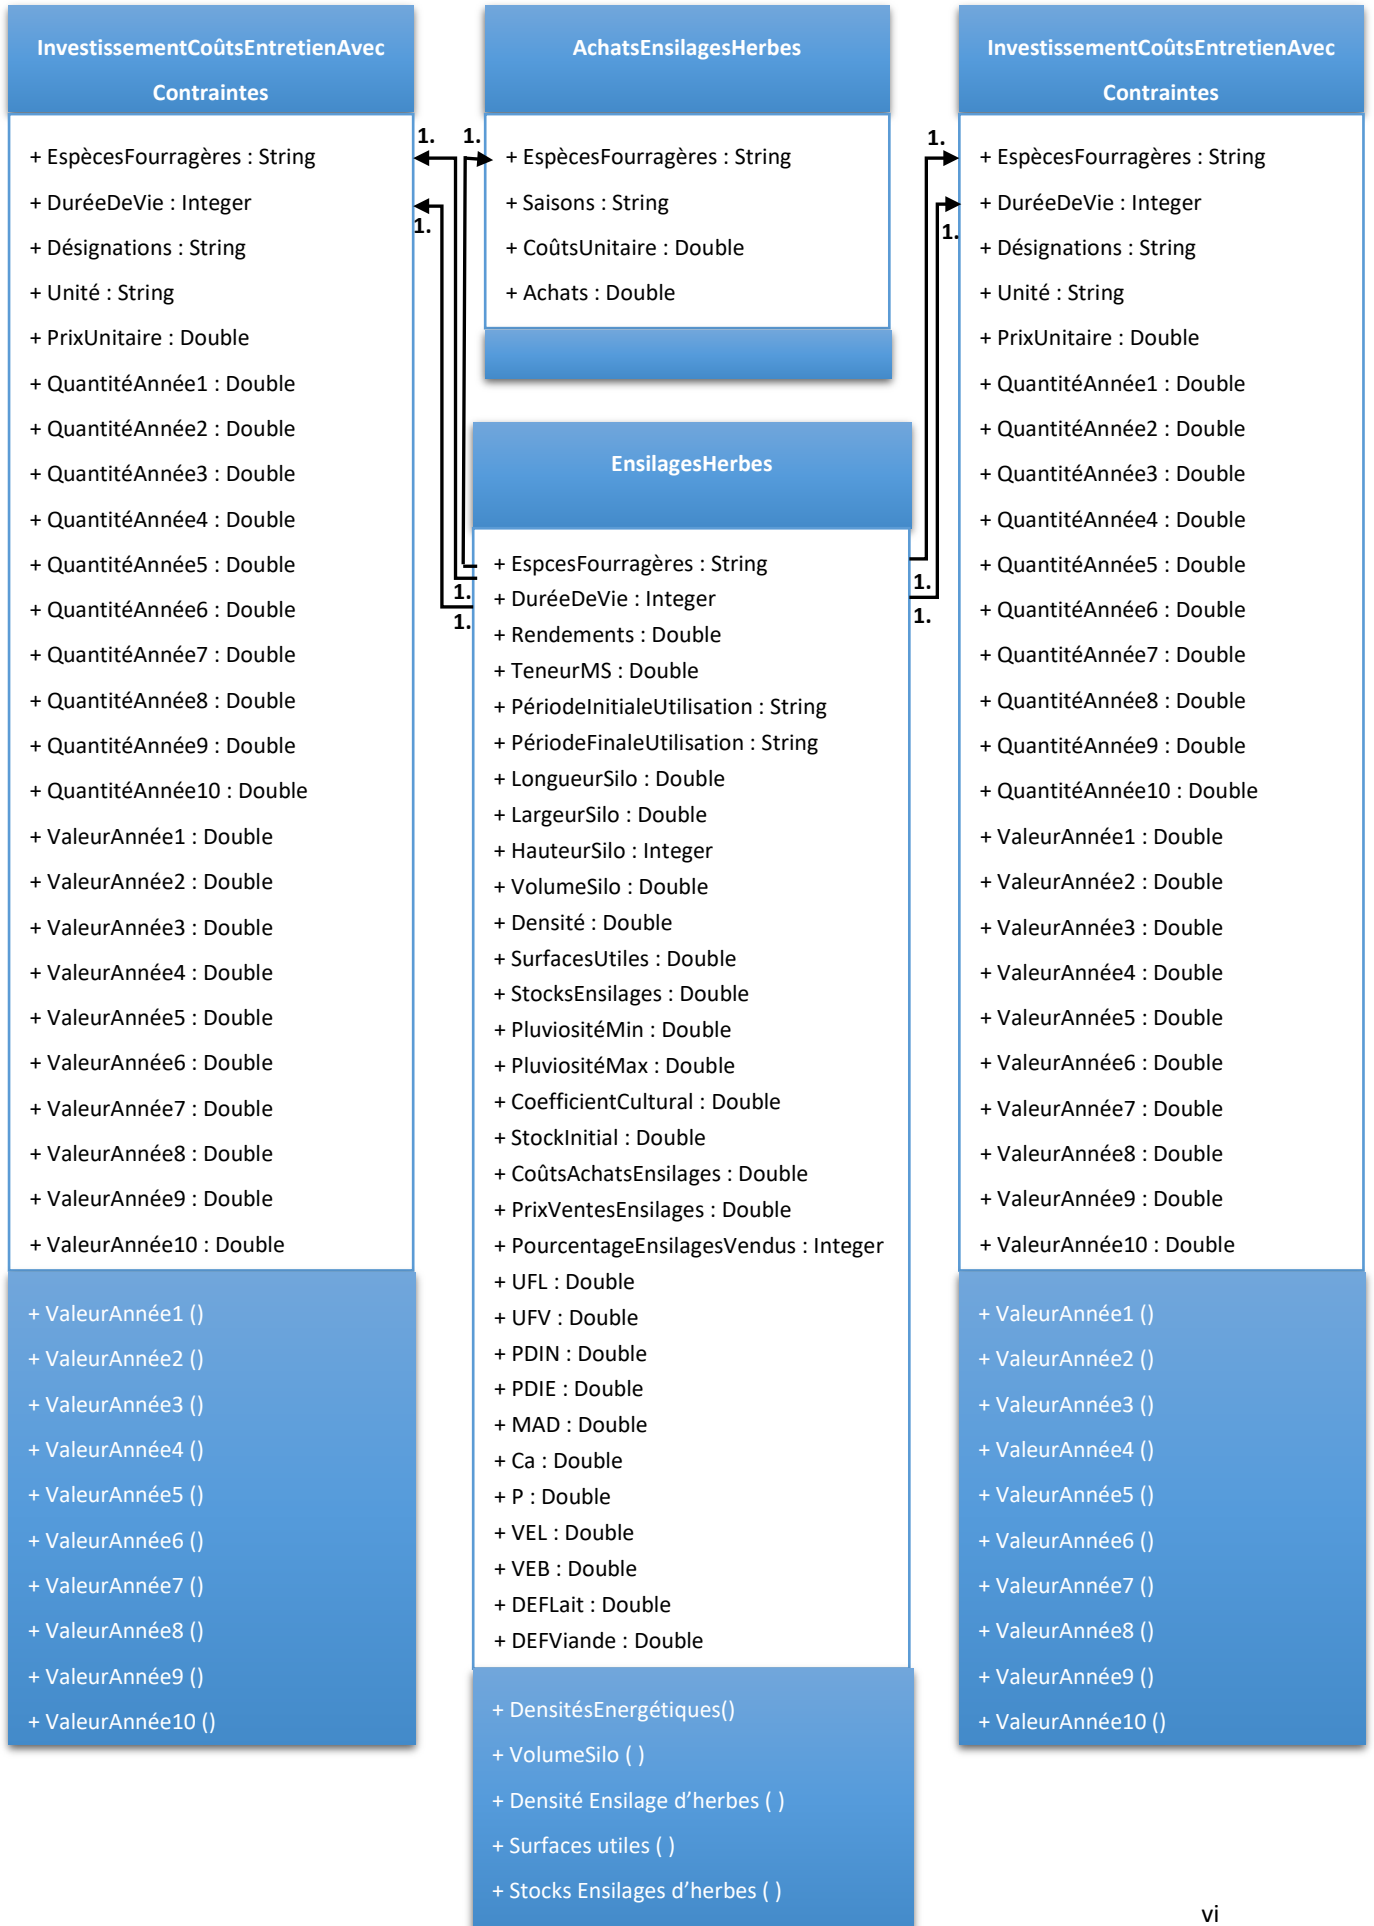 InvestissementCoûtsEntretienAvec
Contraintes
+ EspècesFourragères : String
+ DuréeDeVie : Integer
+ Désignations : String
+ Unité : String
+ PrixUnitaire : Double
+ QuantitéAnnée1 : Double
+ QuantitéAnnée2 : Double
+ QuantitéAnnée3 : Double
+ QuantitéAnnée4 : Double
+ QuantitéAnnée5 : Double
+ QuantitéAnnée6 : Double
+ QuantitéAnnée7 : Double
+ QuantitéAnnée8 : Double
+ QuantitéAnnée9 : Double
+ QuantitéAnnée10 : Double
+ ValeurAnnée1 : Double
+ ValeurAnnée2 : Double
+ ValeurAnnée3 : Double
+ ValeurAnnée4 : Double
+ ValeurAnnée5 : Double
+ ValeurAnnée6 : Double
+ ValeurAnnée7 : Double
+ ValeurAnnée8 : Double
+ ValeurAnnée9 : Double
+ ValeurAnnée10 : Double
+ ValeurAnnée1 ()
+ ValeurAnnée2 ()
+ ValeurAnnée3 ()
+ ValeurAnnée4 ()
+ ValeurAnnée5 ()
+ ValeurAnnée6 ()
+ ValeurAnnée7 ()
+ ValeurAnnée8 ()
+ ValeurAnnée9 ()
+ ValeurAnnée10 ()
1.
1.
1.
1.
1.
AchatsEnsilagesHerbes
+ EspècesFourragères : String
+ Saisons : String
+ CoûtsUnitaire : Double
+ Achats : Double
EnsilagesHerbes
+ EspcesFourragères : String
+ DuréeDeVie : Integer
+ Rendements : Double
+ TeneurMS : Double
+ PériodeInitialeUtilisation : String
+ PériodeFinaleUtilisation : String
+ LongueurSilo : Double
+ LargeurSilo : Double
+ HauteurSilo : Integer
+ VolumeSilo : Double
+ Densité : Double
+ SurfacesUtiles : Double
+ StocksEnsilages : Double
+ PluviositéMin : Double
+ PluviositéMax : Double
+ CoefficientCultural : Double
+ StockInitial : Double
+ CoûtsAchatsEnsilages : Double
+ PrixVentesEnsilages : Double
+ PourcentageEnsilagesVendus : Integer
+ UFL : Double
+ UFV : Double
+ PDIN : Double
+ PDIE : Double
+ MAD : Double
+ Ca : Double
+ P : Double
+ VEL : Double
+ VEB : Double
+ DEFLait : Double
+ DEFViande : Double
+ DensitésEnergétiques()
+ VolumeSilo ( )
+ Densité Ensilage d’herbes ( )
+ Surfaces utiles ( )
+ Stocks Ensilages d’herbes ( )
1.
1.
1.
1.
InvestissementCoûtsEntretienAvec
Contraintes
+ EspècesFourragères : String
+ DuréeDeVie : Integer
+ Désignations : String
+ Unité : String
+ PrixUnitaire : Double
+ QuantitéAnnée1 : Double
+ QuantitéAnnée2 : Double
+ QuantitéAnnée3 : Double
+ QuantitéAnnée4 : Double
+ QuantitéAnnée5 : Double
+ QuantitéAnnée6 : Double
+ QuantitéAnnée7 : Double
+ QuantitéAnnée8 : Double
+ QuantitéAnnée9 : Double
+ QuantitéAnnée10 : Double
+ ValeurAnnée1 : Double
+ ValeurAnnée2 : Double
+ ValeurAnnée3 : Double
+ ValeurAnnée4 : Double
+ ValeurAnnée5 : Double
+ ValeurAnnée6 : Double
+ ValeurAnnée7 : Double
+ ValeurAnnée8 : Double
+ ValeurAnnée9 : Double
+ ValeurAnnée10 : Double
+ ValeurAnnée1 ()
+ ValeurAnnée2 ()
+ ValeurAnnée3 ()
+ ValeurAnnée4 ()
+ ValeurAnnée5 ()
+ ValeurAnnée6 ()
+ ValeurAnnée7 ()
+ ValeurAnnée8 ()
+ ValeurAnnée9 ()
+ ValeurAnnée10 ()
vi